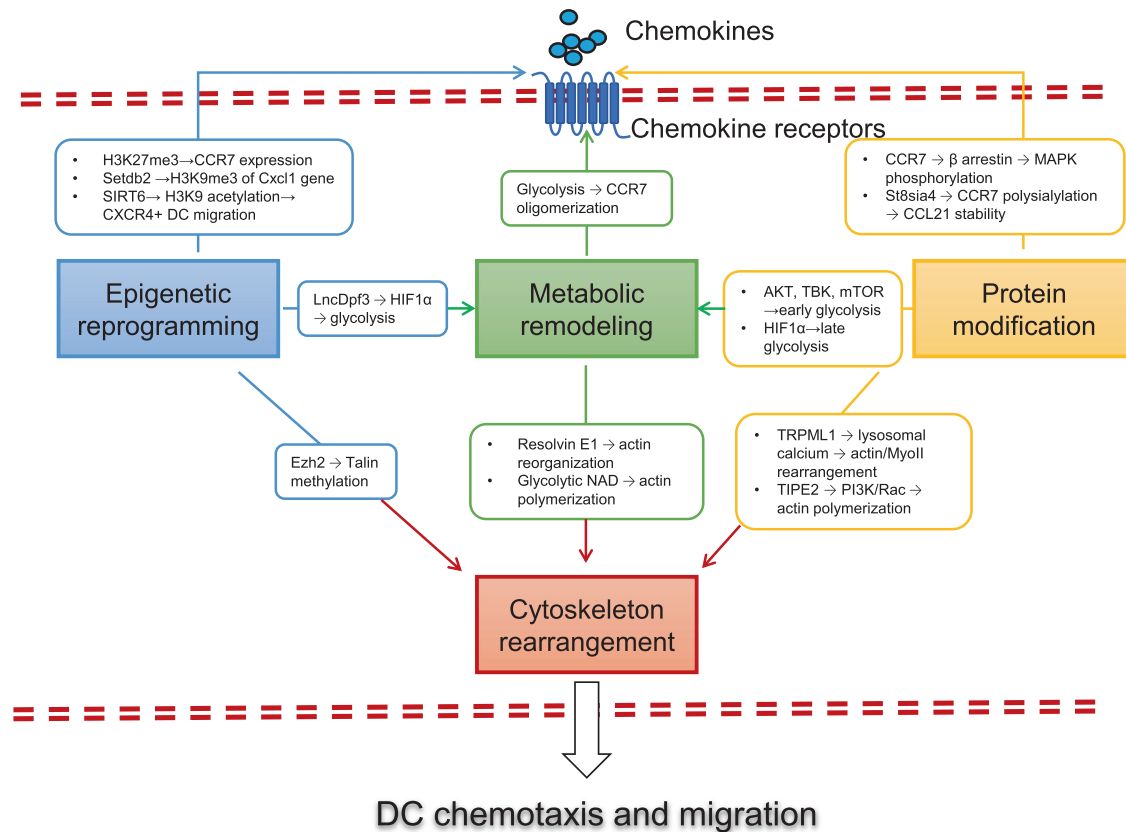 Chemokines
Chemokine receptors
• H3K27me3→CCR7 expression
• Setdb2 →H3K9me3 of Cxcl1 gene
• SIRT6→ H3K9 acetylation→
CXCR4+ DC migration
Glycolysis → CCR7
oligomerization
• CCR7 → β arrestin → MAPK
phosphorylation
• St8sia4 → CCR7 polysialylation
→ CCL21 stability
Epigenetic
reprogramming
LncDpf3 → HIF1α
→ glycolysis
Metabolic
remodeling
• AKT, TBK, mTOR
→early glycolysis
• HIF1α→late
glycolysis
Protein
modification
Ezh2 → Talin
methylation
• Resolvin E1 → actin
reorganization
• Glycolytic NAD → actin
polymerization
• TRPML1 → lysosomal
calcium → actin/MyoII
rearrangement
• TIPE2 → PI3K/Rac →
actin polymerization
Cytoskeleton
rearrangement
DC chemotaxis and migration